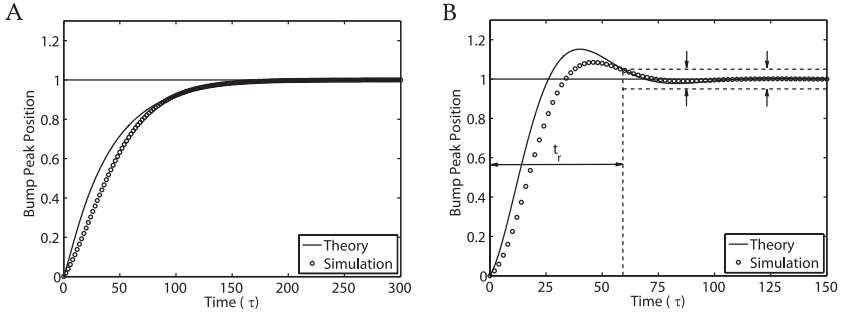 A
1.2
1
0.8
0.6
0.4
0.2
0
Bump Peak Position
0 50 100 150 200 250 300
Time ( τ)
Theory
Simulation
B
1.2
1
0.8
0.6
0.4
0.2
0
Bump Peak Position
t_r
0 25 50 75 100 125 150
Time ( τ)
Theory
Simulation